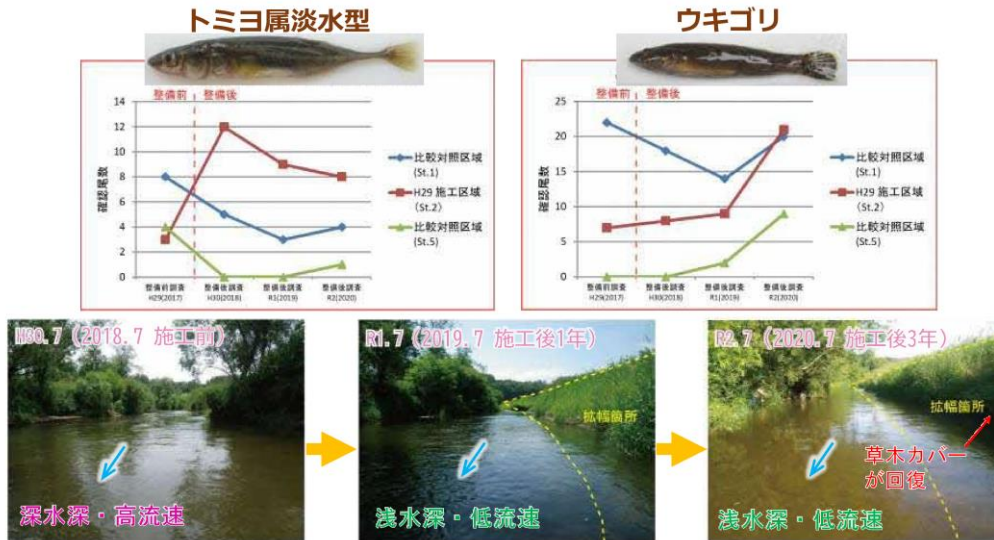 トミヨ属淡水型
ウキゴリ
整備前 整備後
14
12
10
8
6
4
2
0
確認尾数
整備前調査
H29(2017)
整備後調査
H30(2018)
整備後調査
R1(2019)
整備後調査
R2(2020)
比較対照区域
(St.1)
H29 施工区域
(St.2)
比較対照区域
(St.5)
整備前 整備後
25
20
15
10
5
0
確認尾数
整備前調査
H29(2017)
整備後調査
H30(2018)
整備後調査
R1(2019)
整備後調査
R2(2020)
比較対照区域
(St.1)
H29 施工区域
(St.2)
比較対照区域
(St.5)
H30.7(2018.7 施工前)
深水深・高流速
R1.7(2019.7 施工後1年)
拡幅箇所
浅水深・低流速
R2.7(2020.7 施工後3年)
拡幅箇所
草木カバー
が回復
浅水深・低流速